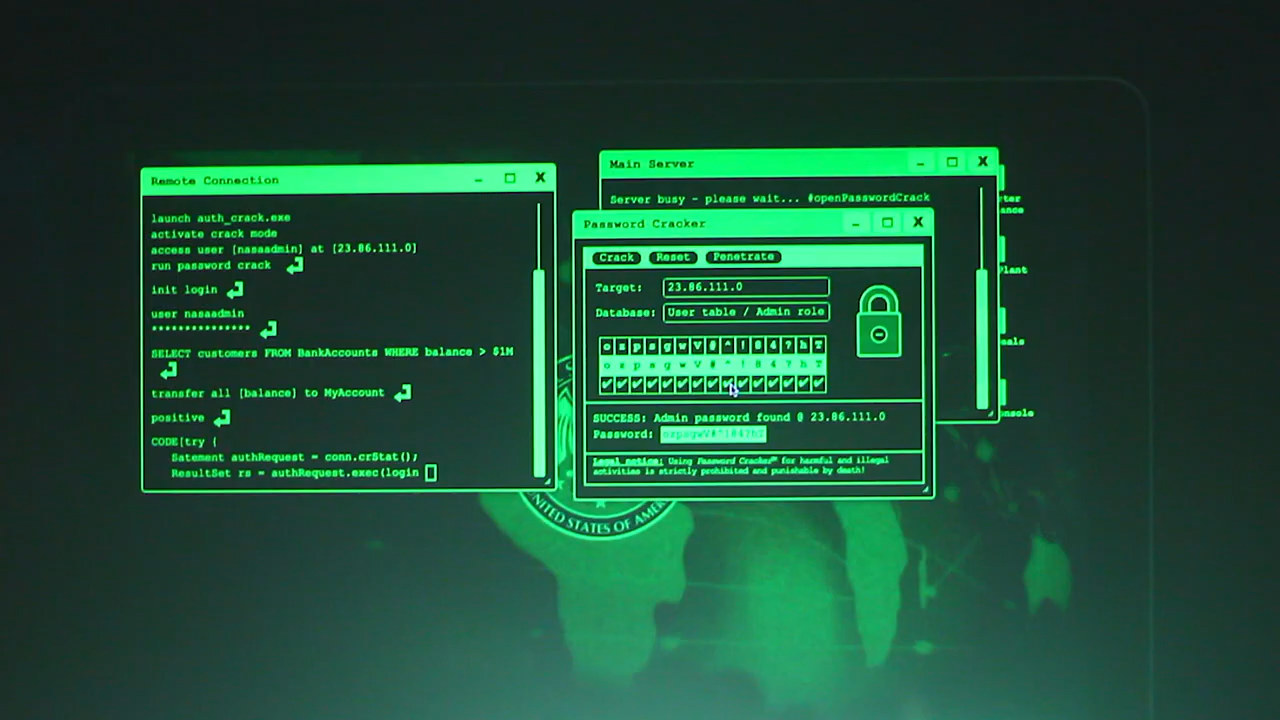 Remote Connection
launch auth_crack.exe
activate crack mode
access user [nasaadmin] at [23.86.111.0]
run password crack
init login
user nasaadmin
***************
SELECT customers FROM BankAccounts WHERE balance > $1M
transfer all [balance] to MyAccount
positive
CODE[try {
Satement authRequest = conn.crStat();
ResultSet rs = authRequest.exec(login
Main Server
Server busy - please wait... #openPasswordCrack
Password Cracker
Crack Reset Penetrate
Target: 23.86.111.0
Database: User table / Admin role
SUCCESS: Admin password found @ 23.86.111.0
Password:
Legal notice: Using Password Cracker™ for harmful and illegal
activities is strictly prohibited and punishable by death!
UNITED STATES OF AMER